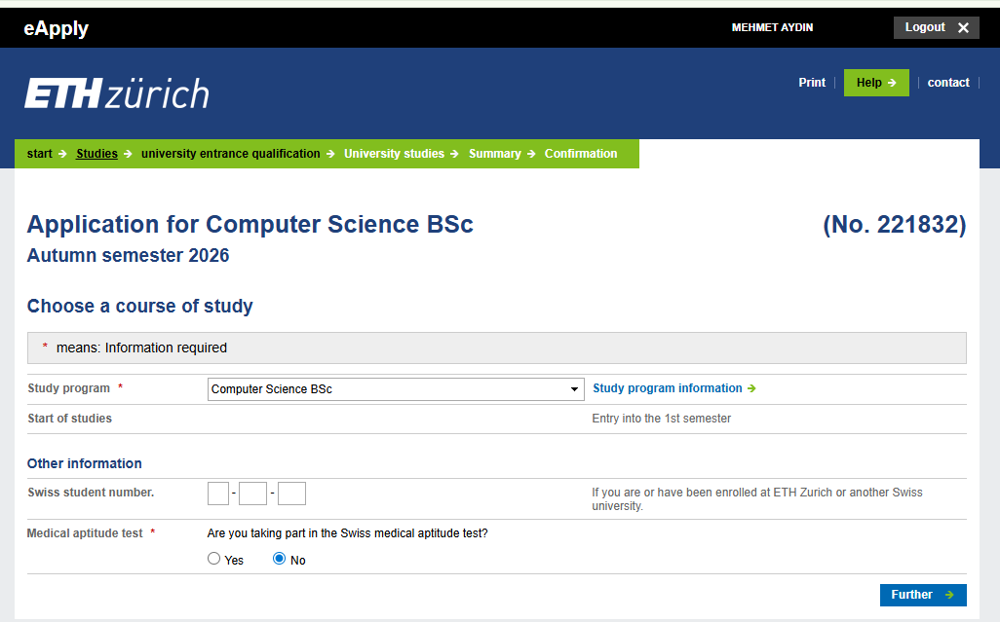 eApply MEHMET AYDIN Logout
ETH zürich Print Help contact
start Studies university entrance qualification University studies Summary Confirmation
Application for Computer Science BSc (No. 221832)
Autumn semester 2026
Choose a course of study
* means: Information required
Study program * Computer Science BSc Study program information
Start of studies Entry into the 1st semester
Other information
Swiss student number. - - If you are or have been enrolled at ETH Zurich or another Swiss
university.
Medical aptitude test * Are you taking part in the Swiss medical aptitude test?
Yes No
Further